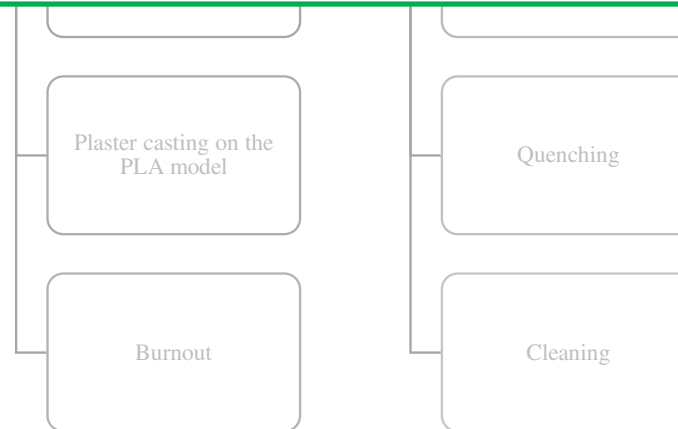 Plaster casting on the
PLA model
Burnout
Quenching
Cleaning